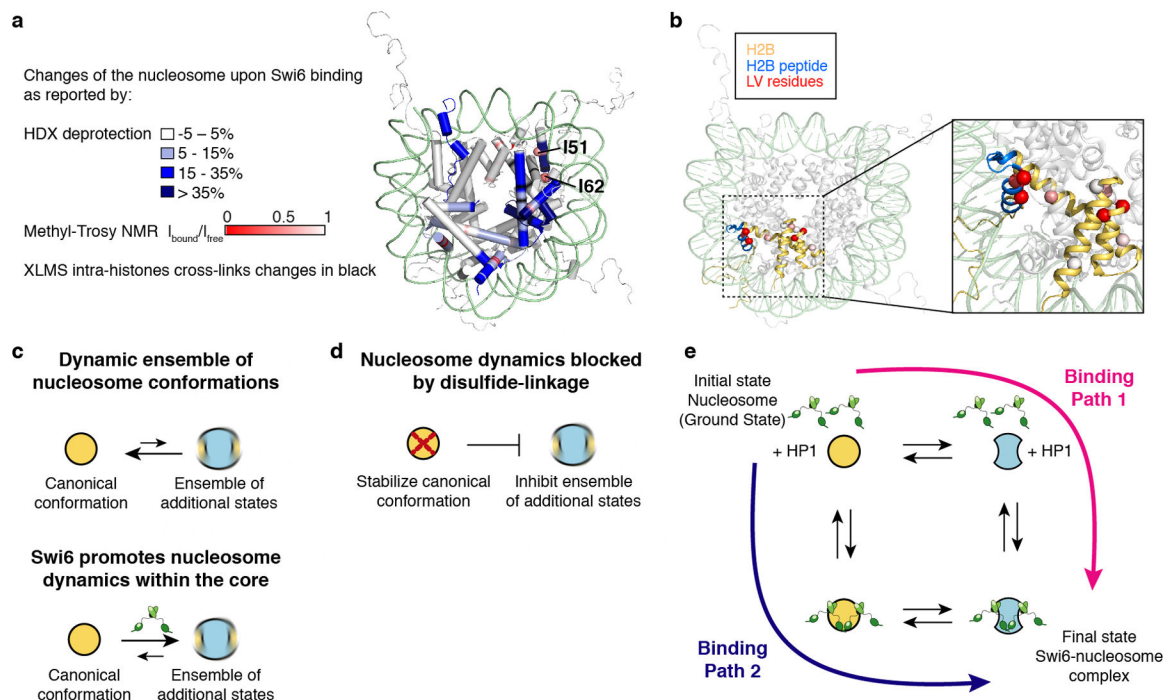 a
Changes of the nucleosome upon Swi6 binding
as reported by:
HDX deprotection
-5 – 5%
5 - 15%
15 - 35%
> 35%
0 0.5 1
Methyl-Trosy NMR Ibound/Ifree
XLMS intra-histones cross-links changes in black
I51
I62
b
H2B
H2B peptide
LV residues
c
Dynamic ensemble of
nucleosome conformations
Canonical
conformation
Ensemble of
additional states
Swi6 promotes nucleosome
dynamics within the core
Canonical
conformation
Ensemble of
additional states
d
Nucleosome dynamics blocked
by disulfide-linkage
Stabilize canonical
conformation
Inhibit ensemble
of additional states
e
Initial state
Nucleosome
(Ground State)
+ HP1
+ HP1
Binding
Path 1
Binding
Path 2
Final state
Swi6-nucleosome
complex